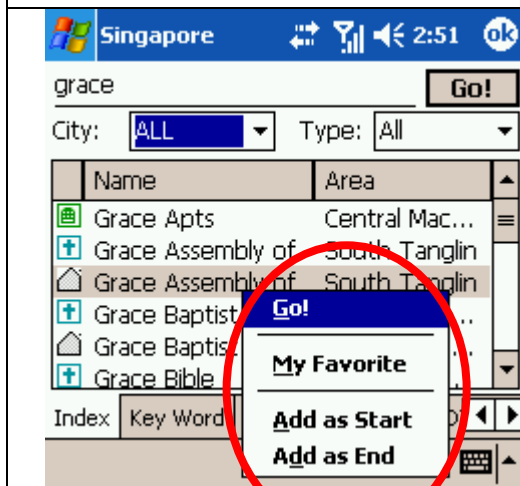 Singapore 2:51 ok
grace Go!
City: ALL Type: All
Name Area
Grace Apts Central Mac...
Grace Assembly of South Tanglin
Grace Assembly of South Tanglin
Grace Baptist
Grace Baptist
Grace Bible
Go!
My Favorite
Add as Start
Add as End
Index Key Word